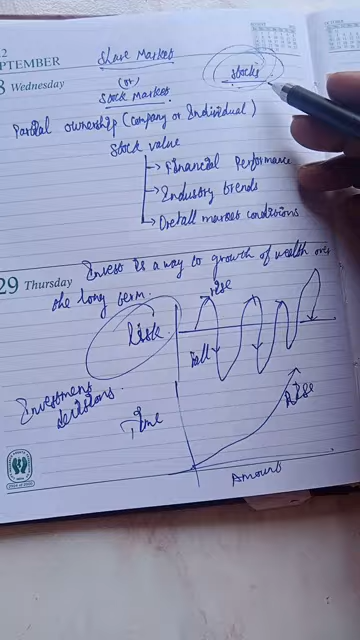 SEPTEMBER
Wednesday
Share Market
(or)
Stock Market.
Stocks
Partial ownership (Company or Individual)
Stock value
→ Financial Performance
→ Industry trends
→ Overall market conditions
29 Thursday
Invest is a way to growth of wealth over
the long term.
rise
Risk
Fall
Investment
decisions.
Time
Rise
Amount